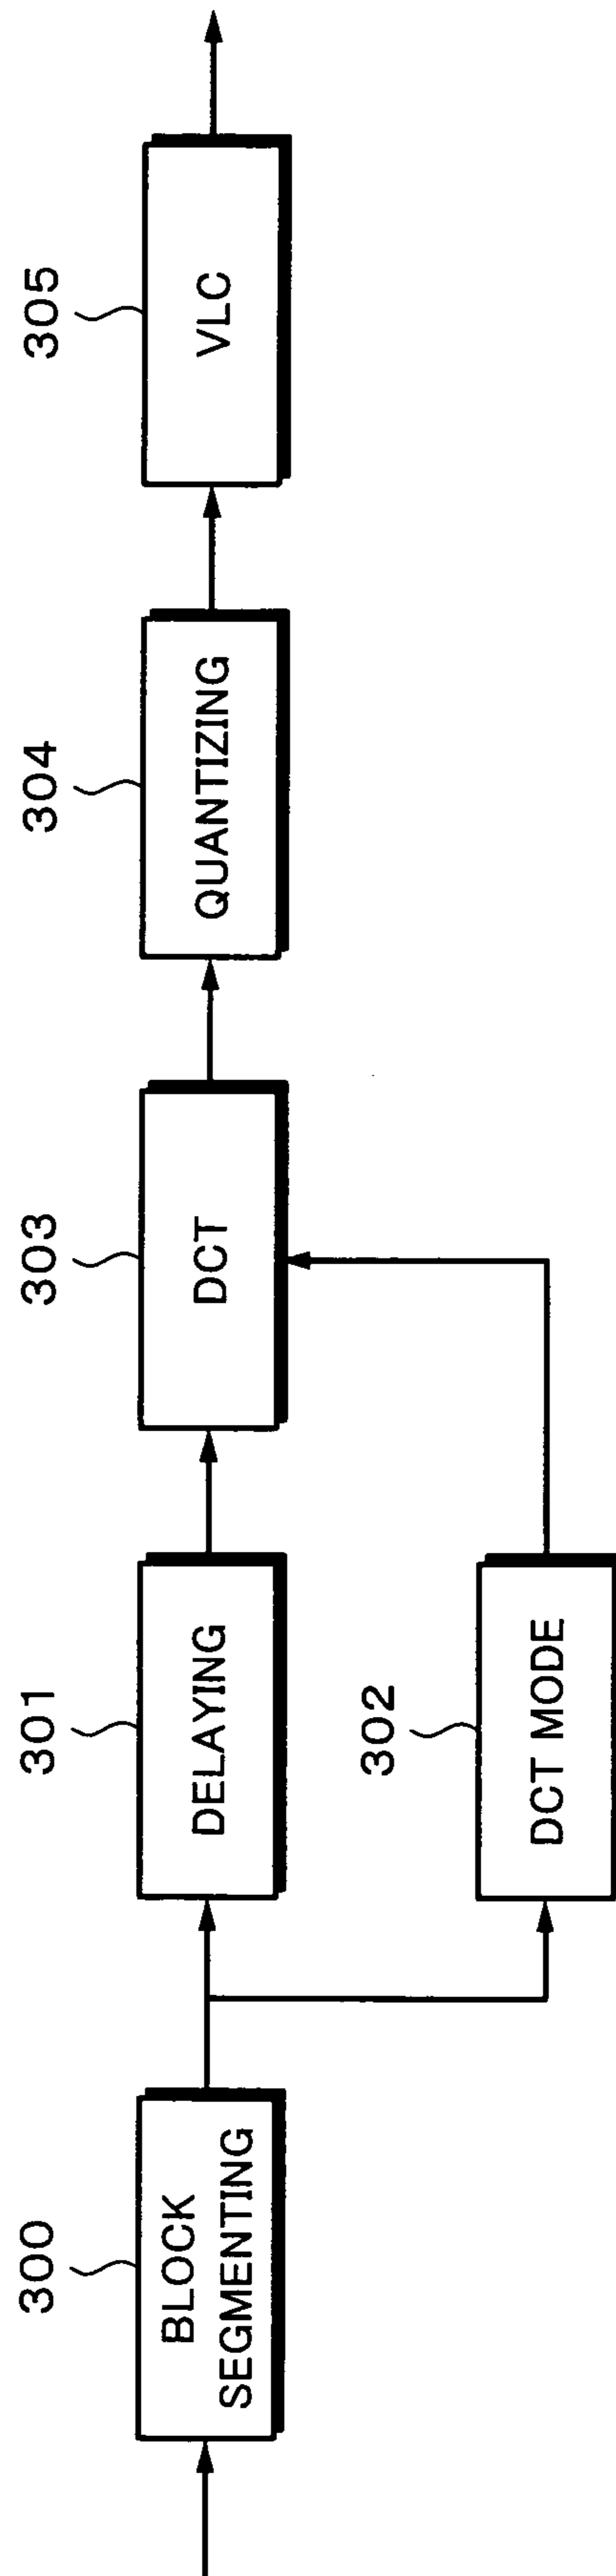 300
BLOCK
SEGMENTING
301
DELAYING
302
DCT MODE
303
DCT
304
QUANTIZING
305
VLC